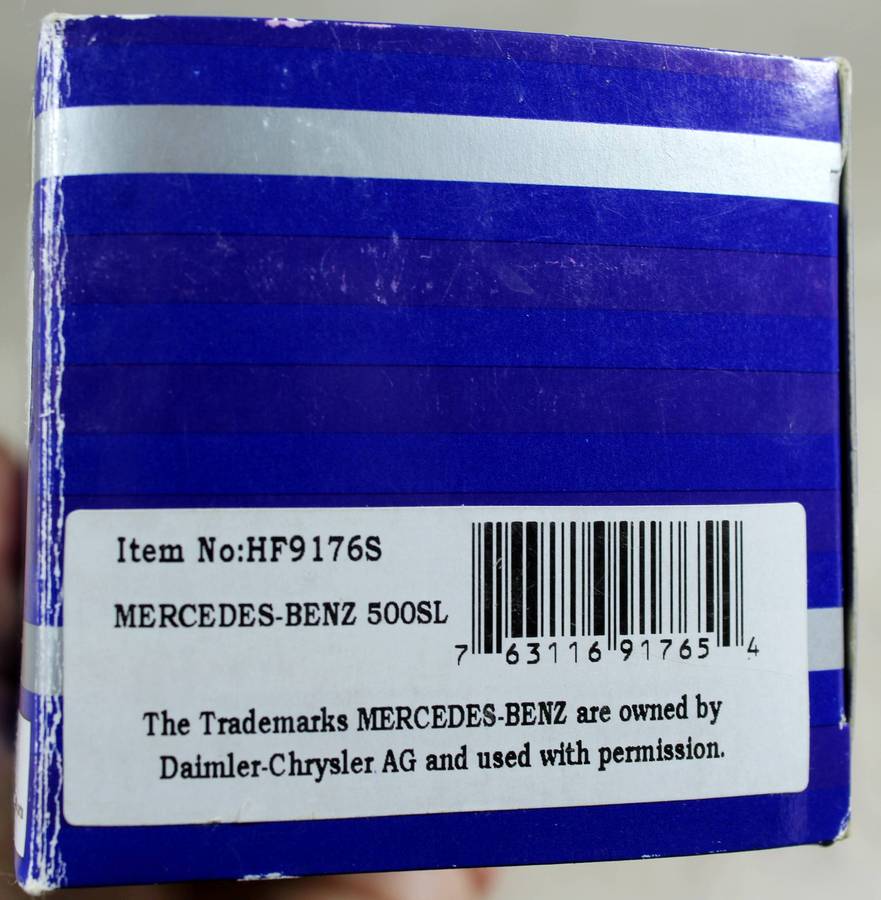 Item No:HF9176S
MERCEDES-BENZ 500SL
7 63116 91765 4
The Trademarks MERCEDES-BENZ are owned by
Daimler-Chrysler AG and used with permission.